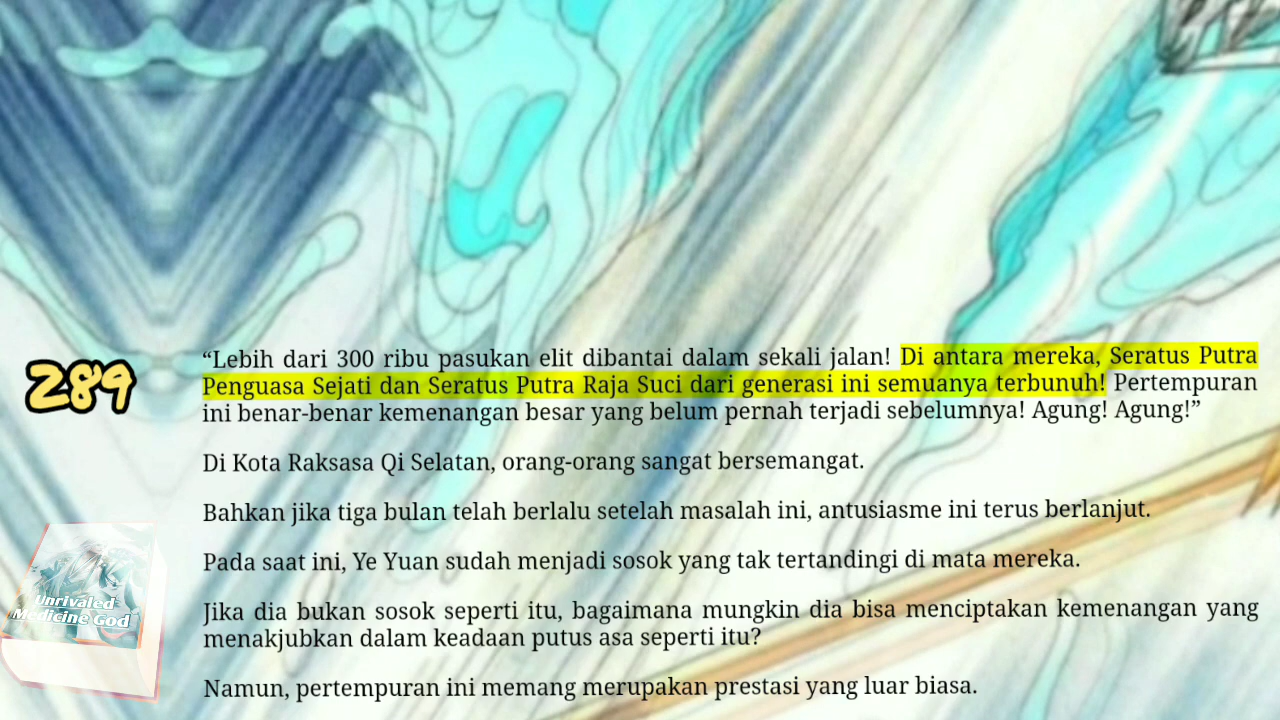 “Lebih dari 300 ribu pasukan elit dibantai dalam sekali jalan! Di antara mereka, Seratus Putra
Penguasa Sejati dan Seratus Putra Raja Suci dari generasi ini semuanya terbunuh! Pertempuran
289
ini benar-benar kemenangan besar yang belum pernah terjadi sebelumnya! Agung! Agung!”
Di Kota Raksasa Qi Selatan, orang-orang sangat bersemangat.
Bahkan jika tiga bulan telah berlalu setelah masalah ini, antusiasme ini terus berlanjut.
Pada saat ini, Ye Yuan sudah menjadi sosok yang tak tertandingi di mata mereka.
Jika dia bukan sosok seperti itu, bagaimana mungkin dia bisa menciptakan kemenangan yang
menakjubkan dalam keadaan putus asa seperti itu?
Namun, pertempuran ini memang merupakan prestasi yang luar biasa.
Unrivaled
Medicine God